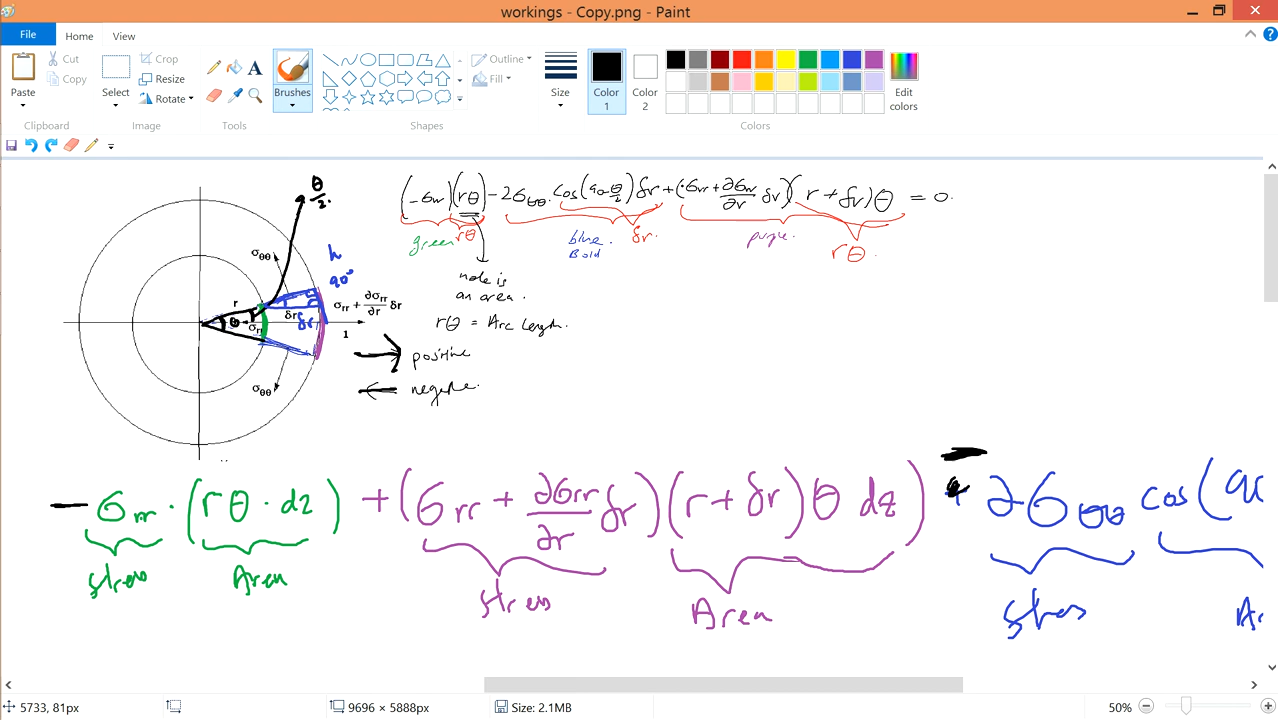 workings - Copy.png - Paint
File Home View
Paste Cut Copy
Select Crop Resize Rotate
Brushes
Outline Fill
Size
Color 1
Color 2
Edit colors
Clipboard Image Tools Shapes Colors
(-σrr)(rθ) - 2σθθ cos(90-θ/2)δr + (σrr + ∂σrr/∂r δr)(r + δr)θ = 0.
green rθ blue Bold δr purple rθ
θ/2
σθθ
h
90°
r
θ
σrr
δr
δr
σrr + ∂σrr/∂r δr
1
σθθ
note is
an area.
rθ = Arc Length.
positive
negative
- σrr · (rθ · dz) + (σrr + ∂σrr/∂r δr)(r + δr)θ dz) 2σθθ cos(90
stress Area stress Area stress Ar
5733, 81px 9696 × 5888px Size: 2.1MB 50%